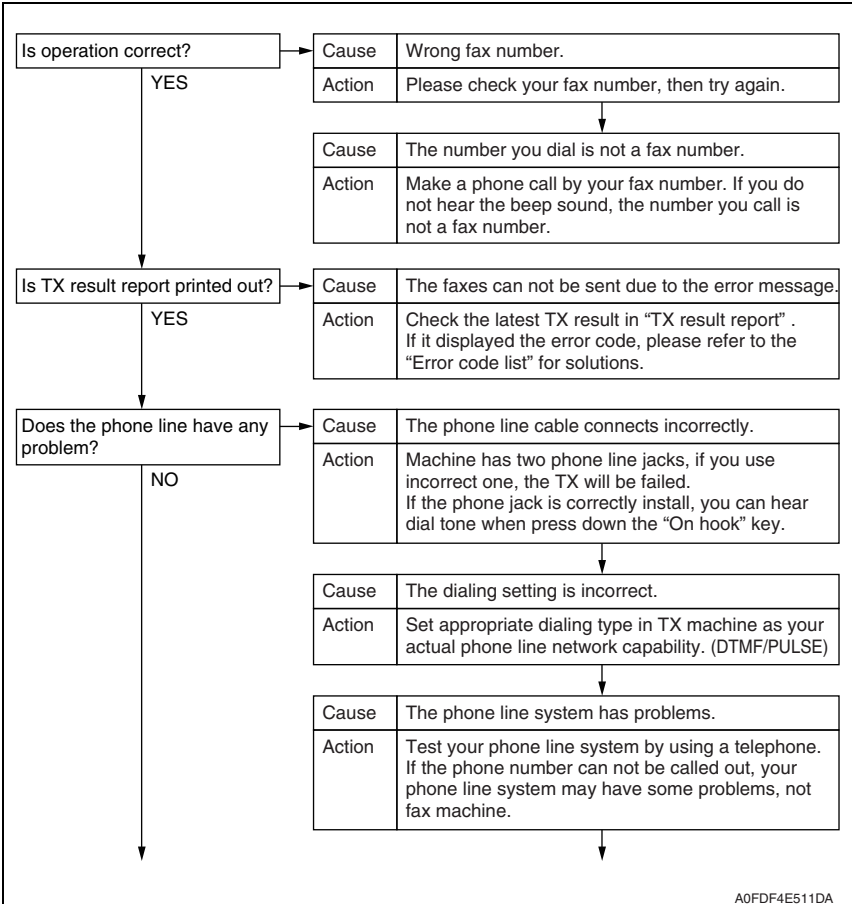 Is operation correct?
YES
Cause Wrong fax number.
Action Please check your fax number, then try again.
Cause The number you dial is not a fax number.
Action Make a phone call by your fax number. If you do
not hear the beep sound, the number you call is
not a fax number.
Is TX result report printed out?
YES
Cause The faxes can not be sent due to the error message.
Action Check the latest TX result in “TX result report” .
If it displayed the error code, please refer to the
“Error code list” for solutions.
Does the phone line have any
problem?
NO
Cause The phone line cable connects incorrectly.
Action Machine has two phone line jacks, if you use
incorrect one, the TX will be failed.
If the phone jack is correctly install, you can hear
dial tone when press down the “On hook” key.
Cause The dialing setting is incorrect.
Action Set appropriate dialing type in TX machine as your
actual phone line network capability. (DTMF/PULSE)
Cause The phone line system has problems.
Action Test your phone line system by using a telephone.
If the phone number can not be called out, your
phone line system may have some problems, not
fax machine.
A0FDF4E511DA